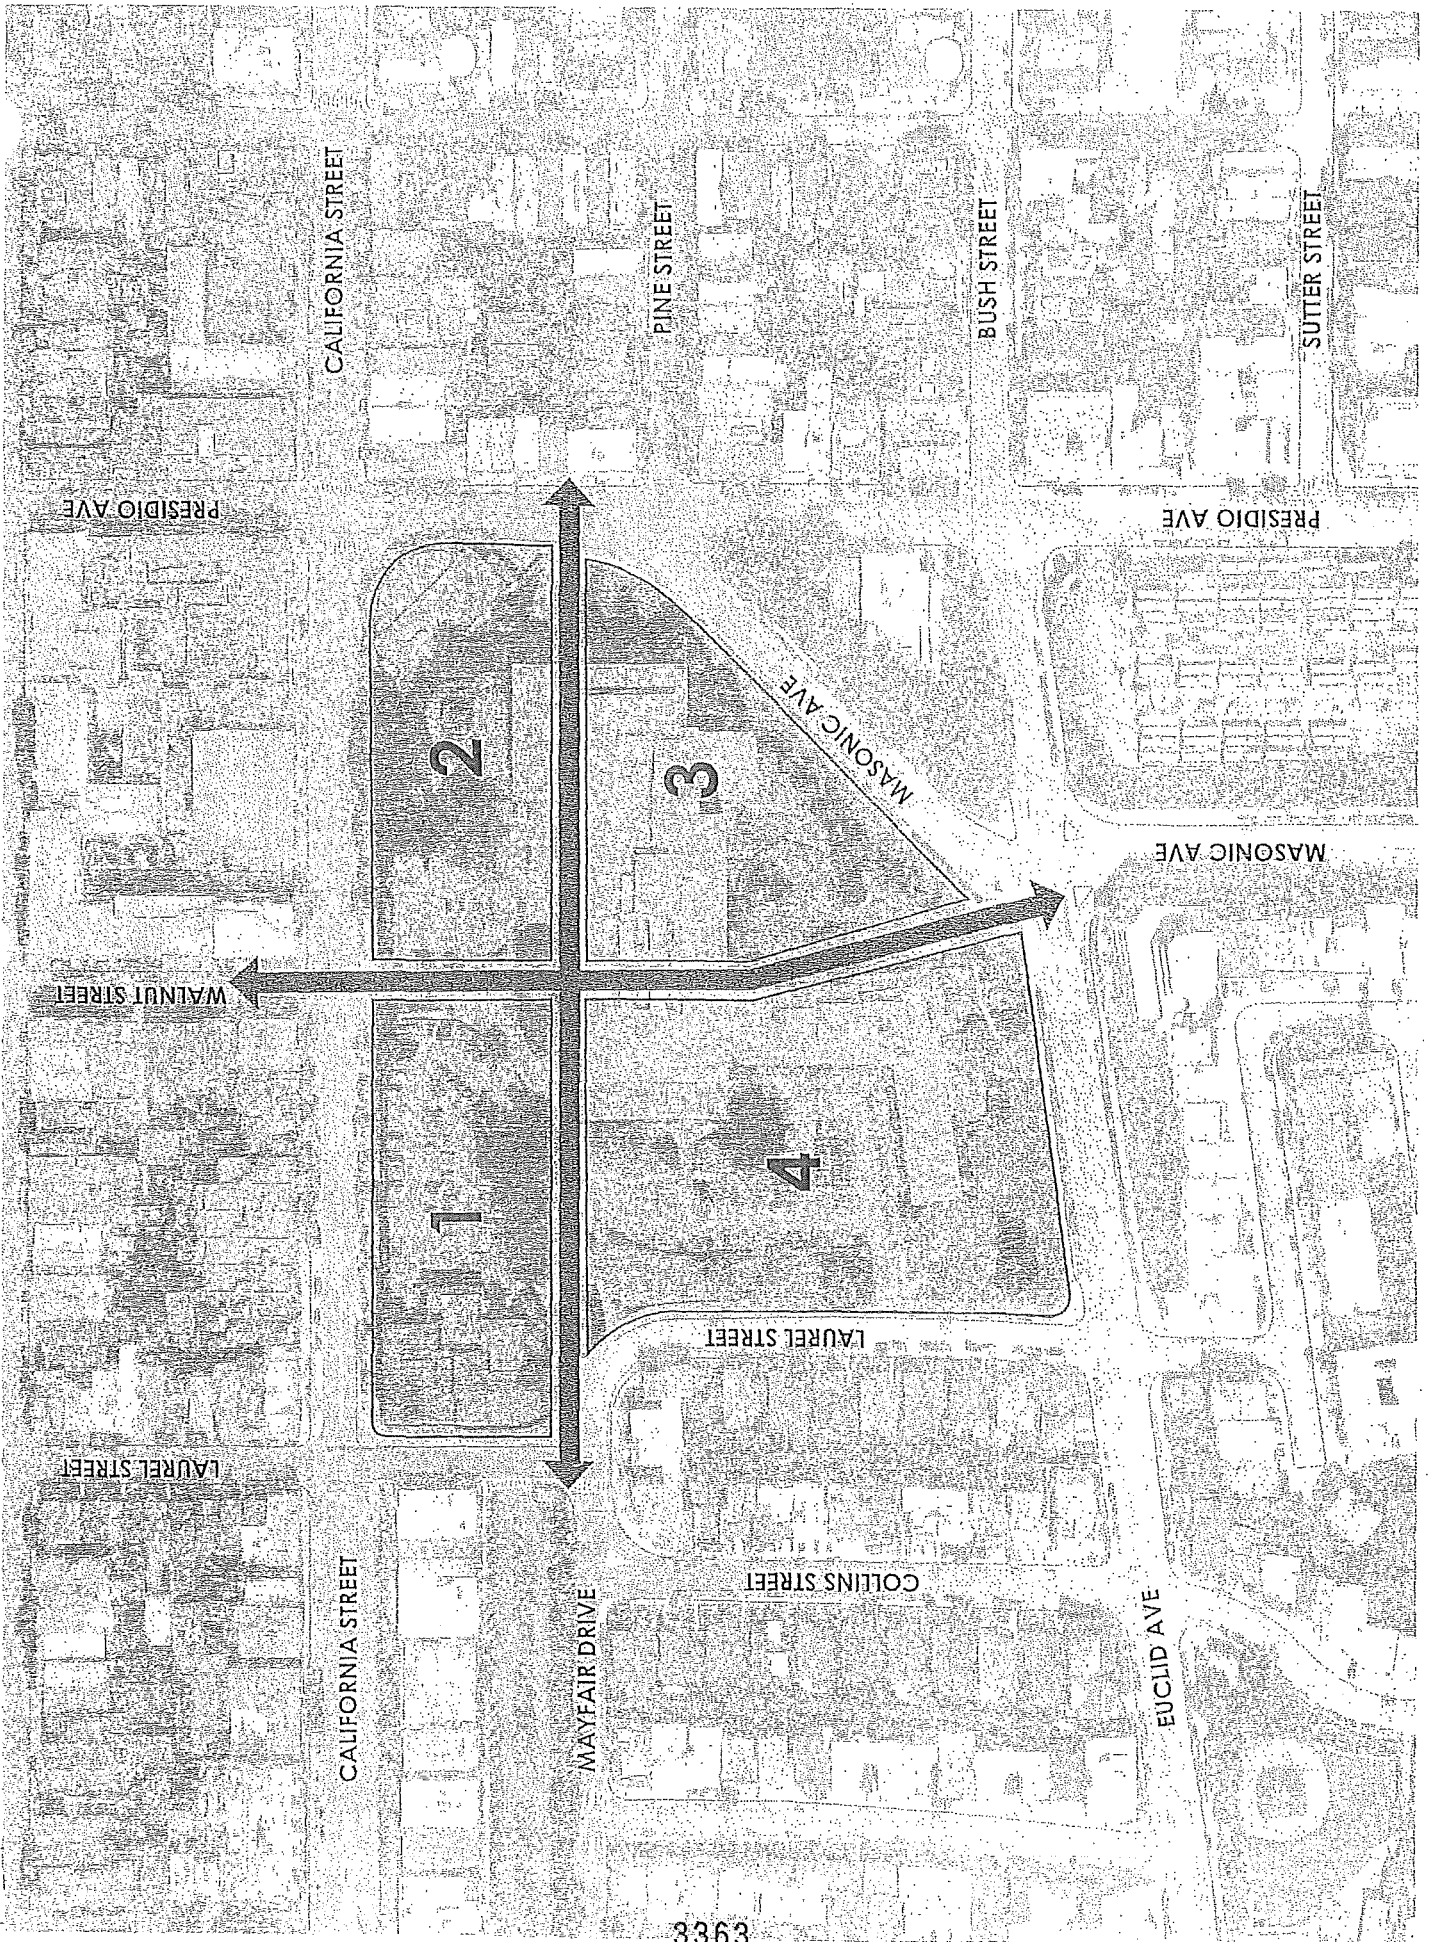 CALIFORNIA STREET
PINE STREET
BUSH STREET
SUTTER STREET
PRESIDIO AVE
PRESIDIO AVE
2
3
MASONIC AVE
MASONIC AVE
WALNUT STREET
1
4
LAUREL STREET
LAUREL STREET
CALIFORNIA STREET
MAYFAIR DRIVE
COLLINS STREET
EUCLID AVE
3363